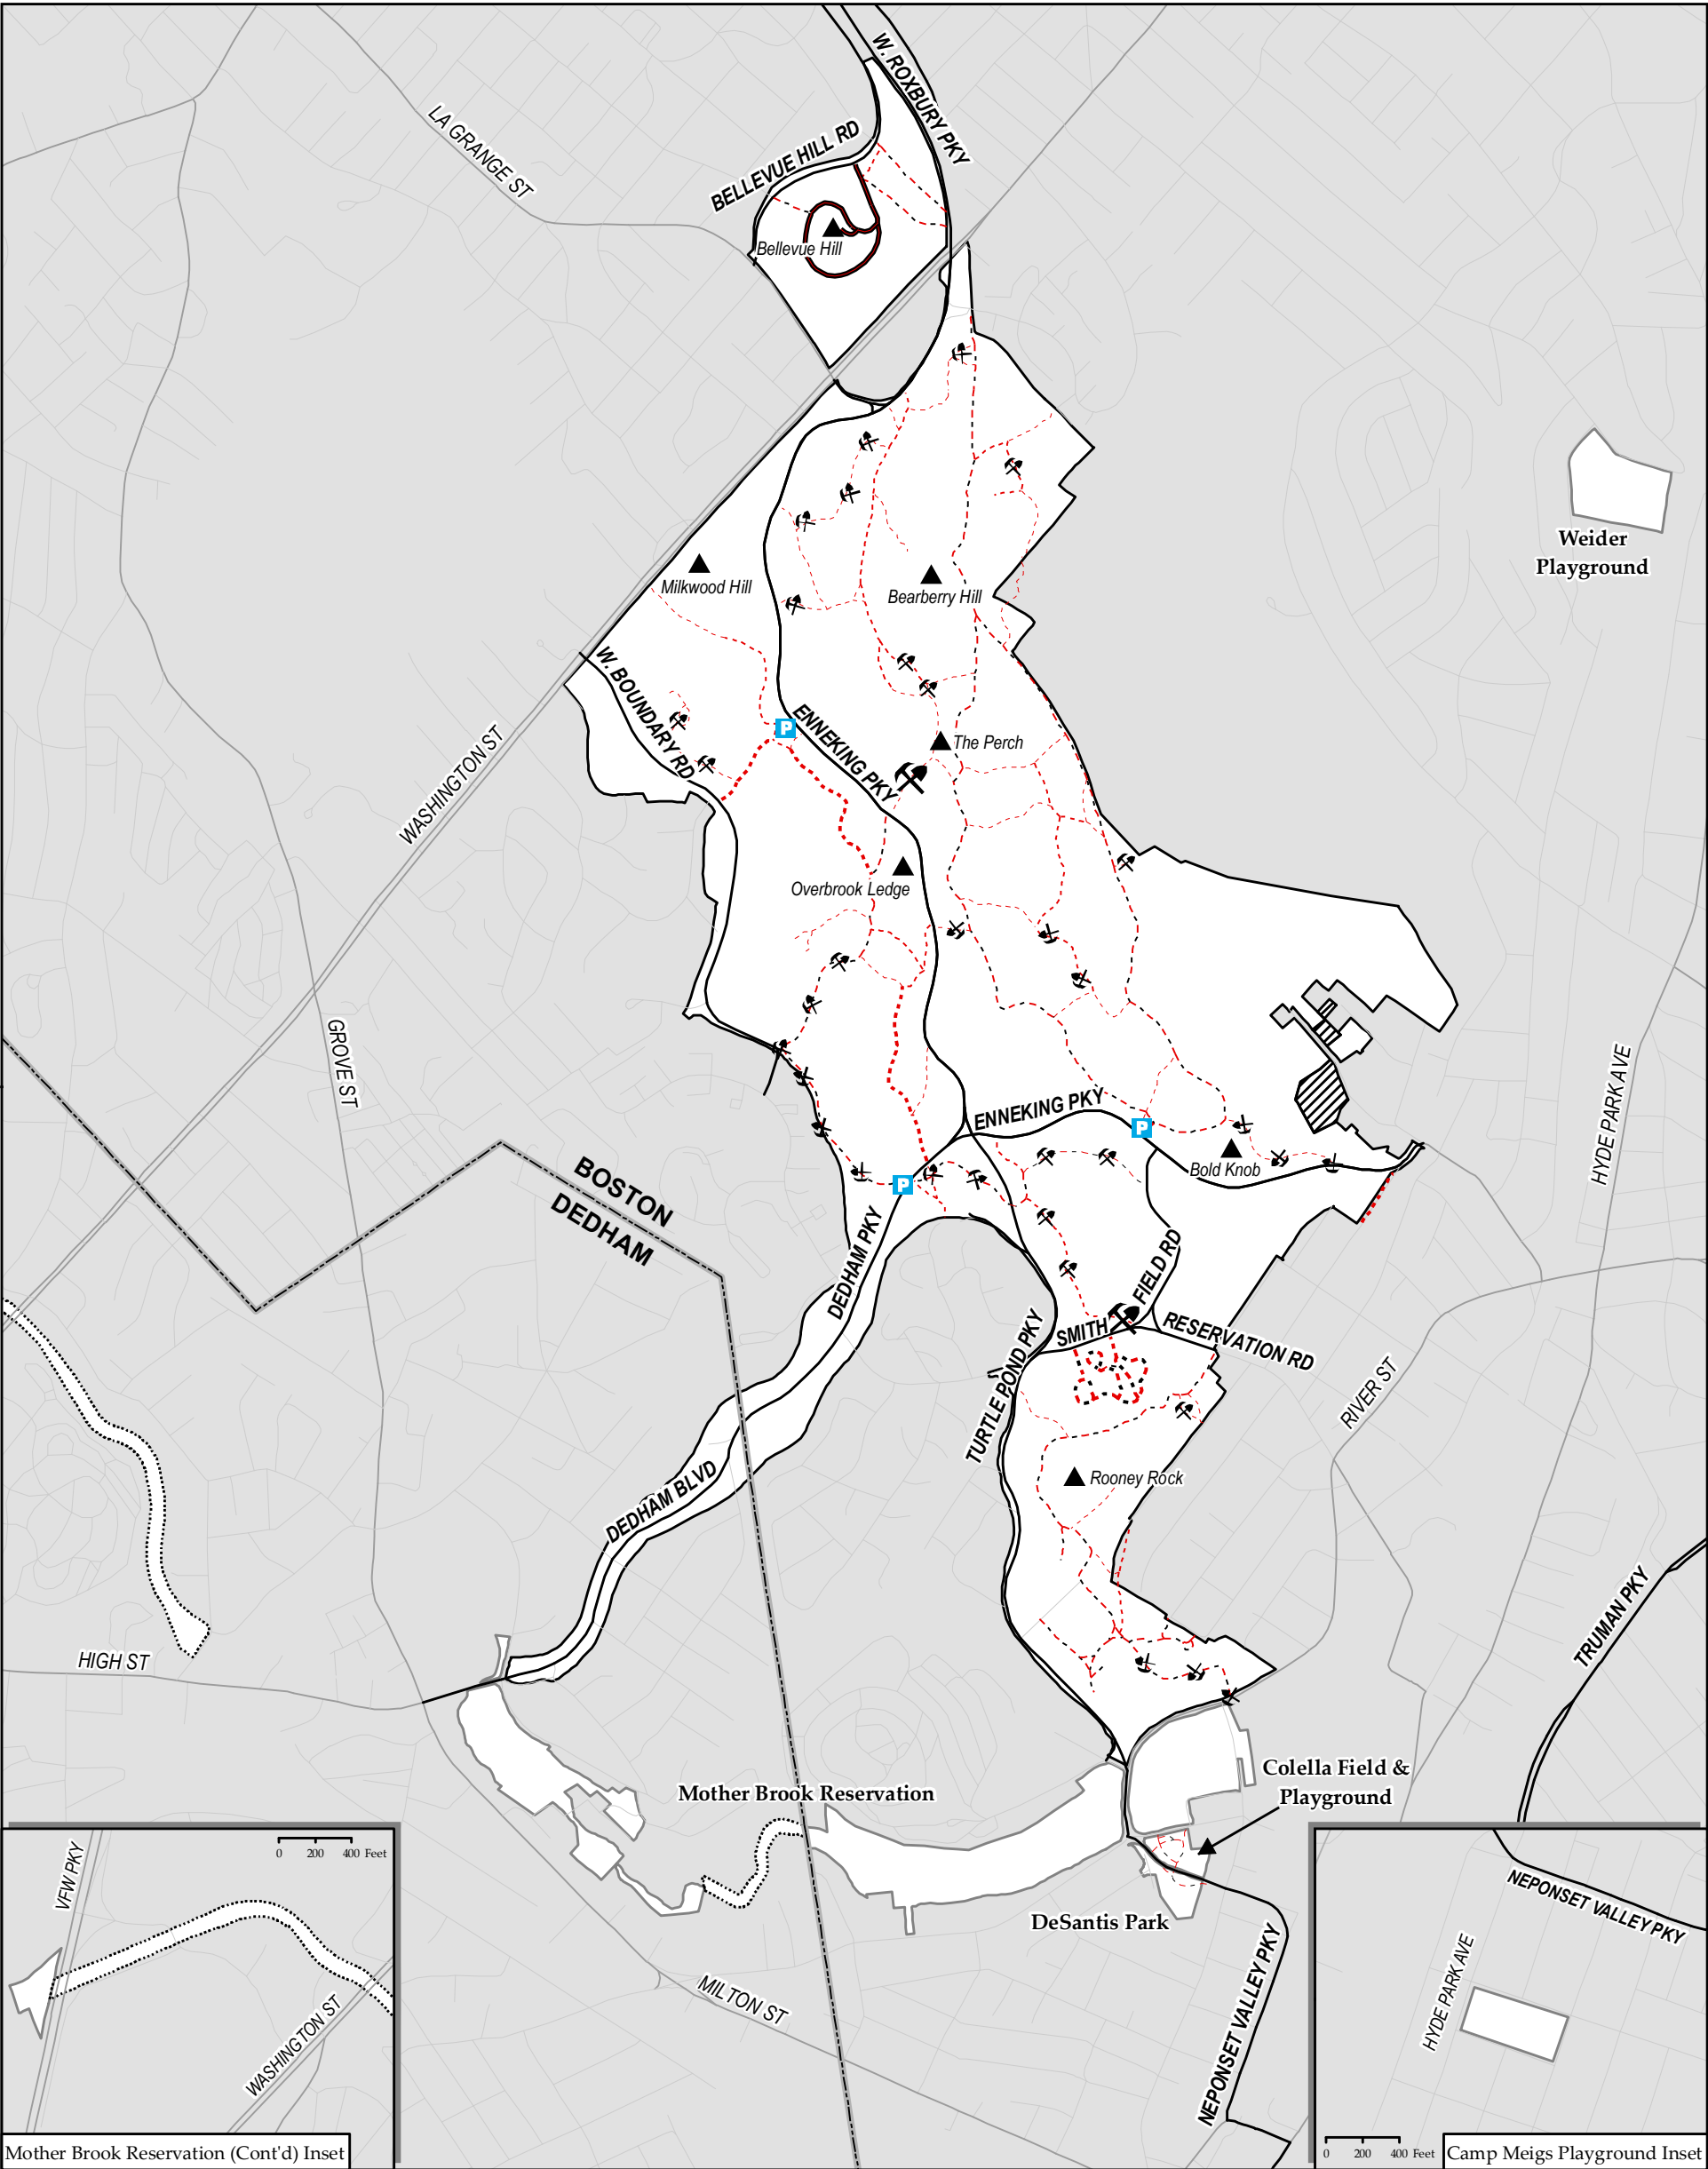 W. ROXBURY PKY
LA GRANGE ST
BELLEVUE HILL RD
Bellevue Hill
Weider
Playground
Milkwood Hill
Bearberry Hill
W. BOUNDARY RD
P
ENNEKING PKY
The Perch
WASHINGTON ST
Overbrook Ledge
GROVE ST
HYDE PARK AVE
ENNEKING PKY
P
Bold Knob
BOSTON
DEDHAM
P
DEDHAM PKY
FIELD RD
SMITH
RESERVATION RD
TURTLE POND PKY
RIVER ST
Rooney Rock
DEDHAM BLVD
TRUMAN PKY
HIGH ST
Colella Field &
Playground
Mother Brook Reservation
DeSantis Park
MILTON ST
NEPONSET VALLEY PKY
VFW PKY
0 200 400 Feet
WASHINGTON ST
Mother Brook Reservation (Cont'd) Inset
NEPONSET VALLEY PKY
HYDE PARK AVE
0 200 400 Feet
Camp Meigs Playground Inset